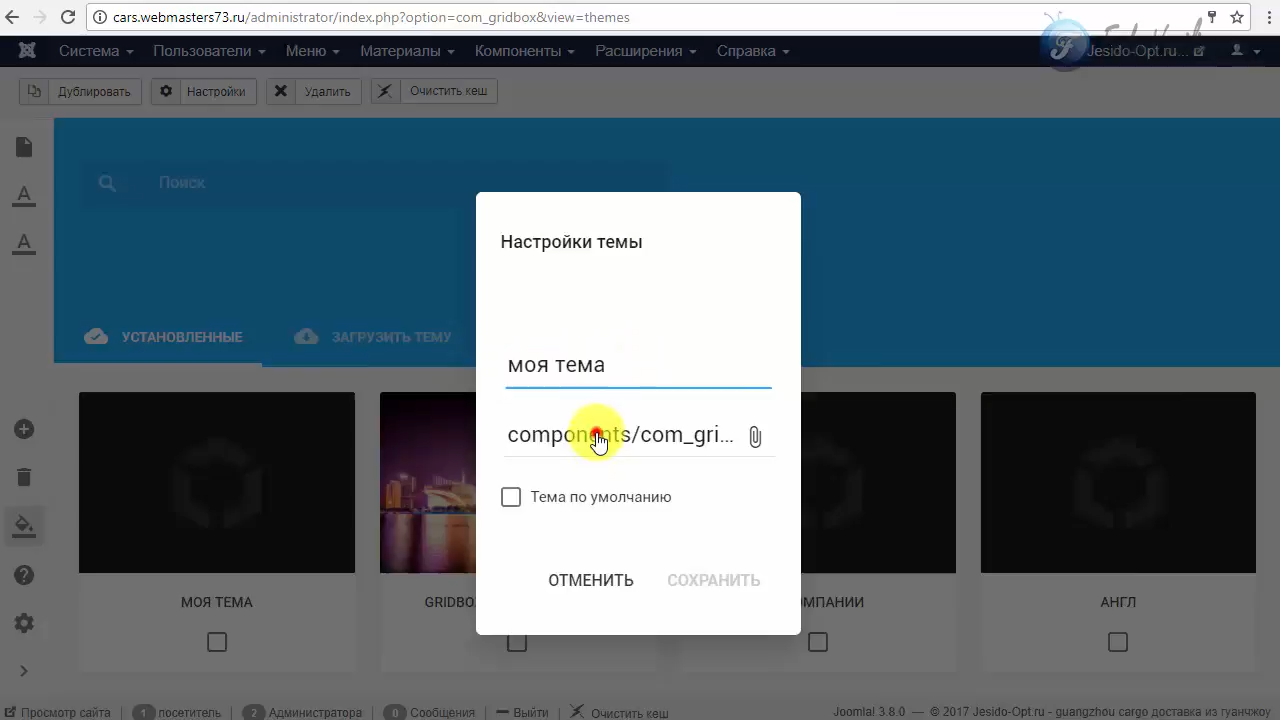 cars.webmasters73.ru/administrator/index.php?option=com_gridbox&view=themes
Система Пользователи Меню Материалы Компоненты Расширения Справка Jesido-Opt.ru...
Дублировать Настройки Удалить Очистить кеш
Поиск
Настройки темы
УСТАНОВЛЕННЫЕ ЗАГРУЗИТЬ ТЕМУ
моя тема
components/com_gri...
Тема по умолчанию
ОТМЕНИТЬ СОХРАНИТЬ
МОЯ ТЕМА GRIDBO ОМПАНИИ АНГЛ
Просмотр сайта 1 посетитель 2 Администратора 0 Сообщения Выйти Очистить кеш Joomla! 3.8.0 — © 2017 Jesido-Opt.ru - guangzhou cargo доставка из гуанчжоу